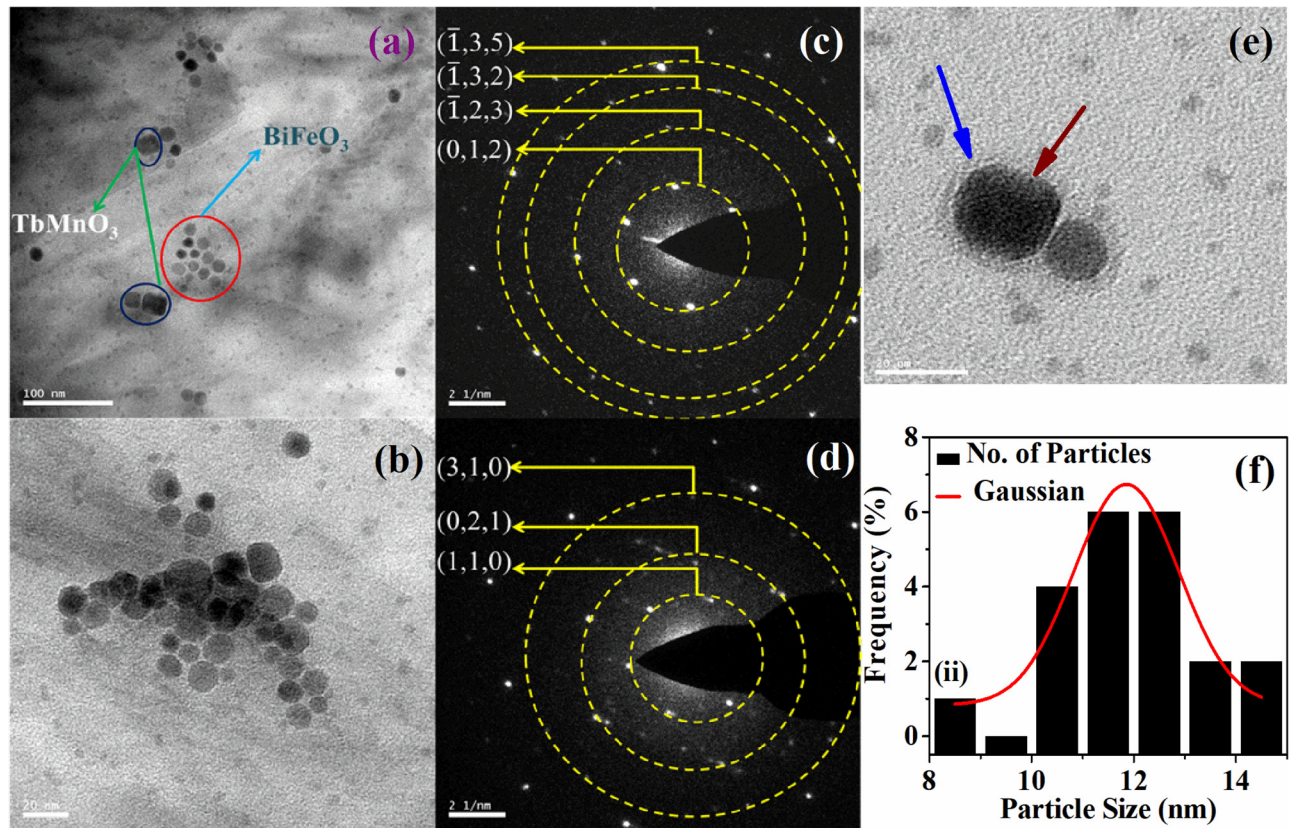 (a)
BiFeO₃
TbMnO₃
100 nm
(b)
20 nm
(1̅,3,5)
(1̅,3,2)
(1̅,2,3)
(0,1,2)
(c)
2 1/nm
(3,1,0)
(0,2,1)
(1,1,0)
(d)
2 1/nm
(e)
10 nm
8
6
4
2
0
Frequency (%)
No. of Particles
Gaussian
(f)
(ii)
8 10 12 14
Particle Size (nm)